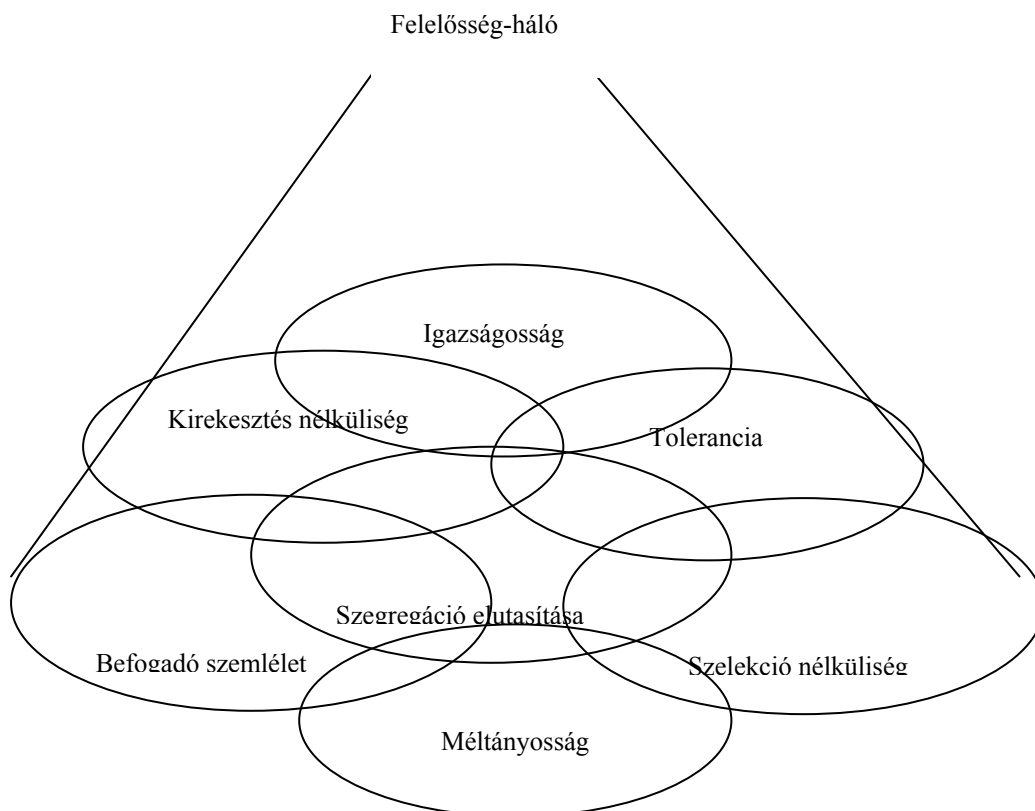 Felelősség-háló
Igazságosság
Kirekesztés nélküliség
Tolerancia
Szegregáció elutasítása
Befogadó szemlélet
Szelekció nélküliség
Méltányosság